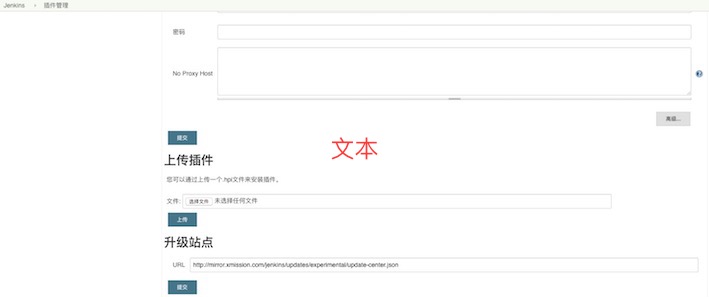 Jenkins › 插件管理
密码
No Proxy Host
高级...
提交
文本
上传插件
您可以通过上传一个.hpi文件来安装插件。
文件: 选择文件 未选择任何文件
上传
升级站点
URL http://mirror.xmission.com/jenkins/updates/experimental/update-center.json
提交